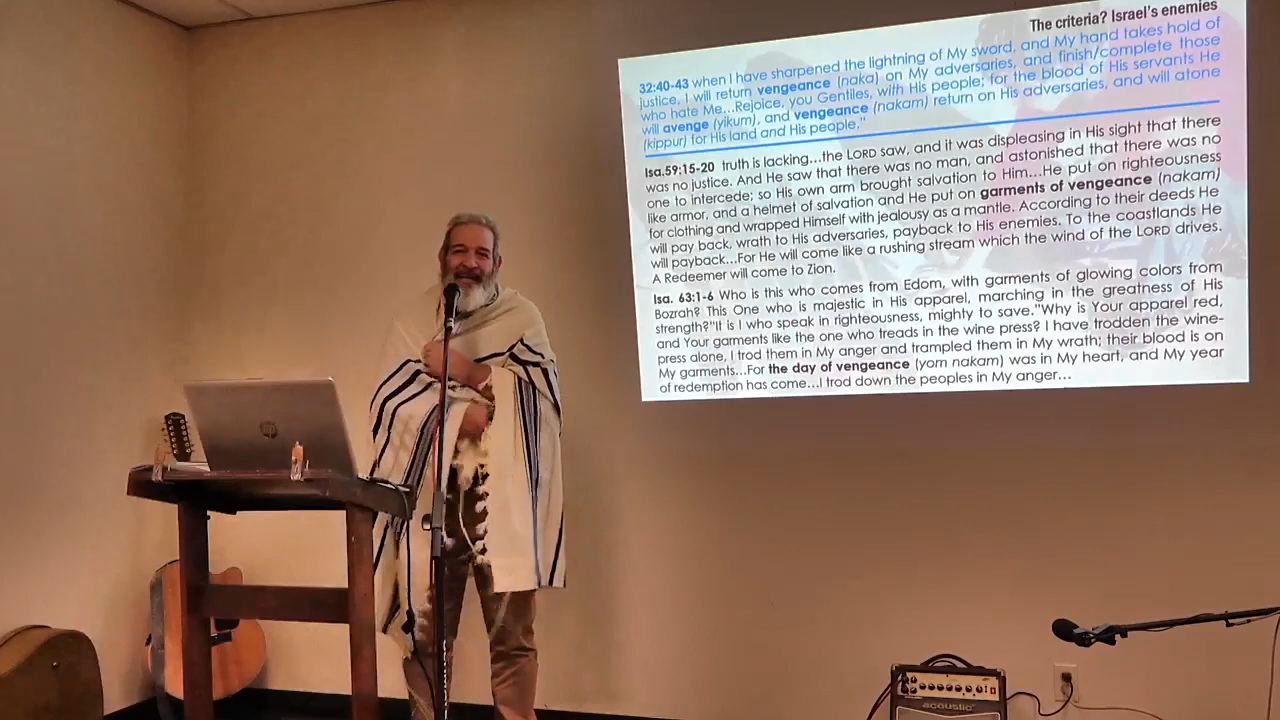 The criteria? Israel's enemies
32:40-43 when I have sharpened the lightning of My sword, and My hand takes hold of
justice, I will return vengeance (naka) on My adversaries, and finish/complete those
who hate Me...Rejoice, you Gentiles, with His people; for the blood of His servants He
will avenge (yikum), and vengeance (nakam) return on His adversaries, and will atone
(kippur) for His land and His people."
Isa.59:15-20 truth is lacking...the LORD saw, and it was displeasing in His sight that there
was no justice. And He saw that there was no man, and astonished that there was no
one to intercede; so His own arm brought salvation to Him...He put on righteousness
like armor, and a helmet of salvation and He put on garments of vengeance (nakam)
for clothing and wrapped Himself with jealousy as a mantle. According to their deeds He
will pay back, wrath to His adversaries, payback to His enemies. To the coastlands He
will payback...For He will come like a rushing stream which the wind of the LORD drives.
A Redeemer will come to Zion.
Isa. 63:1-6 Who is this who comes from Edom, with garments of glowing colors from
Bozrah? This One who is majestic in His apparel, marching in the greatness of His
strength?"It is I who speak in righteousness, mighty to save."Why is Your apparel red,
and Your garments like the one who treads in the wine press? I have trodden the wine-
press alone, I trod them in My anger and trampled them in My wrath; their blood is on
My garments...For the day of vengeance (yom nakam) was in My heart, and My year
of redemption has come...I trod down the peoples in My anger...
hp
acoustic